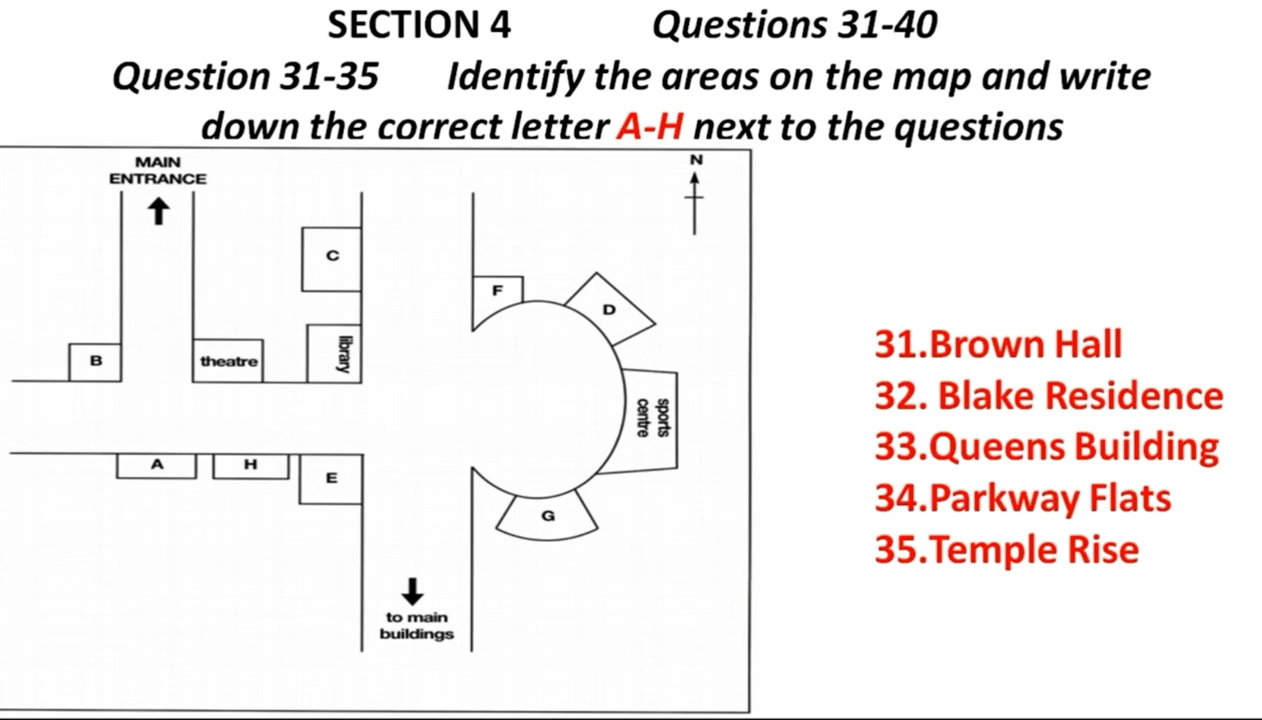 SECTION 4 Questions 31-40
Question 31-35 Identify the areas on the map and write
down the correct letter A-H next to the questions
MAIN
ENTRANCE
N
C
F
D
B
theatre
library
sports
centre
A
H
E
G
to main
buildings
31.Brown Hall
32. Blake Residence
33.Queens Building
34.Parkway Flats
35.Temple Rise